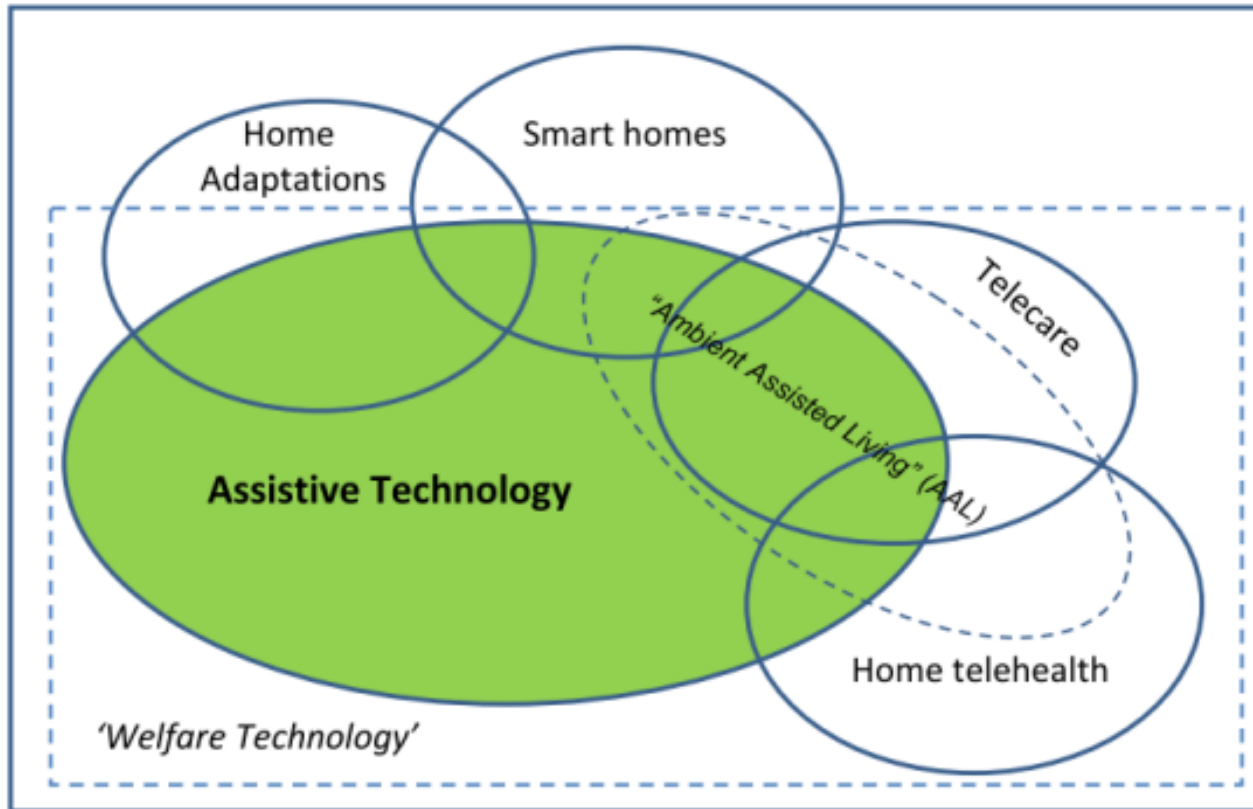 Home
Adaptations
Smart homes
Telecare
“Ambient Assisted Living” (AAL)
Assistive Technology
Home telehealth
‘Welfare Technology’